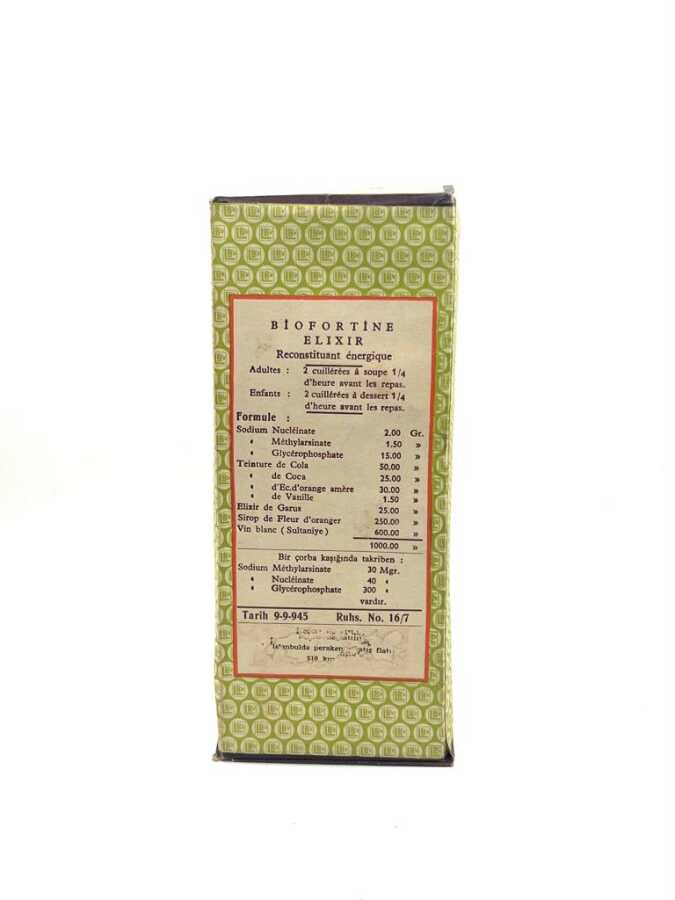 BİOFORTİNE
ELIXIR
Reconstituant énergique
Adultes : 2 cuillérées à soupe 1/4
d'heure avant les repas.
Enfants : 2 cuillérées à dessert 1/4
d'heure avant les repas.
Formule :
Sodium Nucléinate 2.00 Gr.
« Méthylarsinate 1.50 »
« Glycérophosphate 15.00 »
Teinture de Cola 50.00 »
« de Coca 25.00 »
« d'Ec.d'orange amère 30.00 »
« de Vanille 1.50 »
Elixir de Garus 25.00 »
Sirop de Fleur d'oranger 250.00 »
Vin blanc ( Sultaniye ) 600.00 »
1000.00 »
Bir çorba kaşığında takriben :
Sodium Méthylarsinate 30 Mgr.
« Nucléinate 40 «
« Glycérophosphate 300 «
vardır.
Tarih 9-9-945 Ruhs. No. 16/7
İstanbulda peraken fiatı